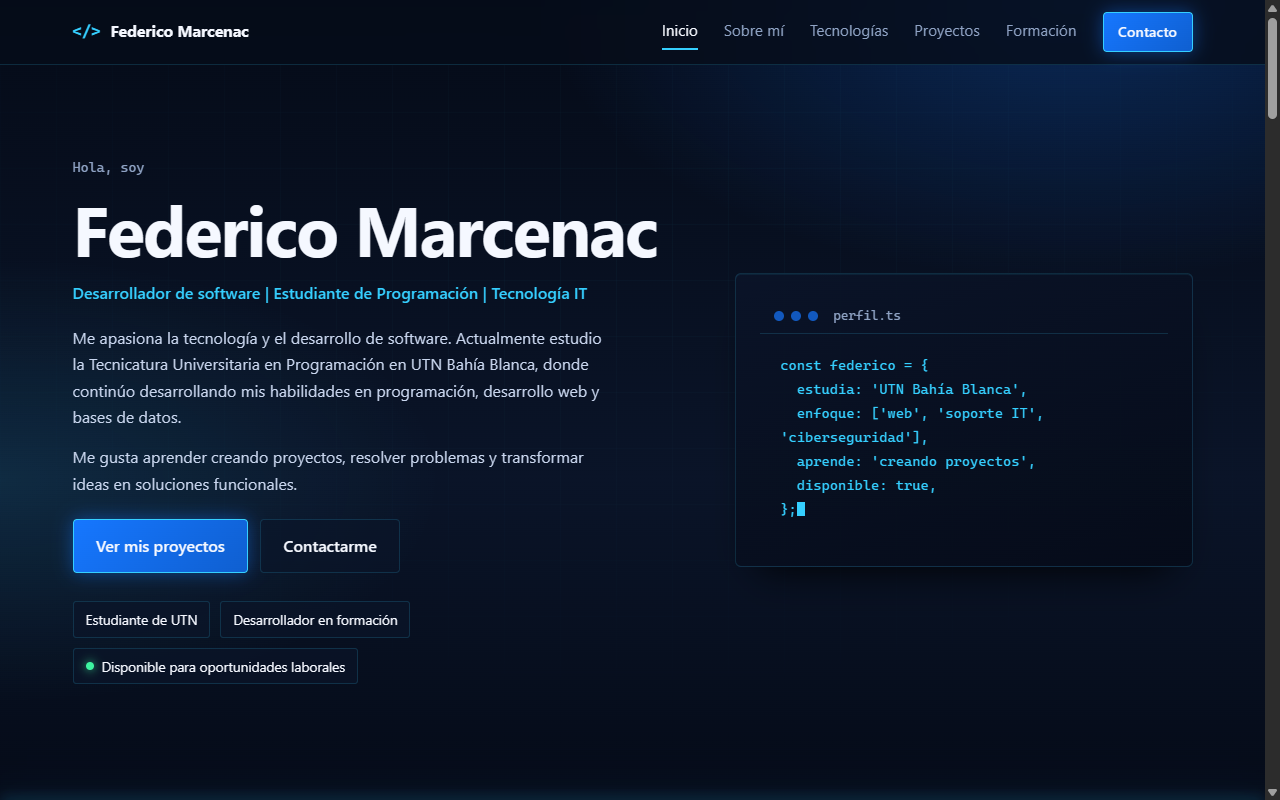 </> Federico Marcenac
Inicio Sobre mí Tecnologías Proyectos Formación Contacto
Hola, soy
Federico Marcenac
Desarrollador de software | Estudiante de Programación | Tecnología IT
Me apasiona la tecnología y el desarrollo de software. Actualmente estudio
la Tecnicatura Universitaria en Programación en UTN Bahía Blanca, donde
continúo desarrollando mis habilidades en programación, desarrollo web y
bases de datos.
Me gusta aprender creando proyectos, resolver problemas y transformar
ideas en soluciones funcionales.
Ver mis proyectos Contactarme
Estudiante de UTN Desarrollador en formación
Disponible para oportunidades laborales
perfil.ts
const federico = {
  estudia: 'UTN Bahía Blanca',
  enfoque: ['web', 'soporte IT',
'ciberseguridad'],
  aprende: 'creando proyectos',
  disponible: true,
};